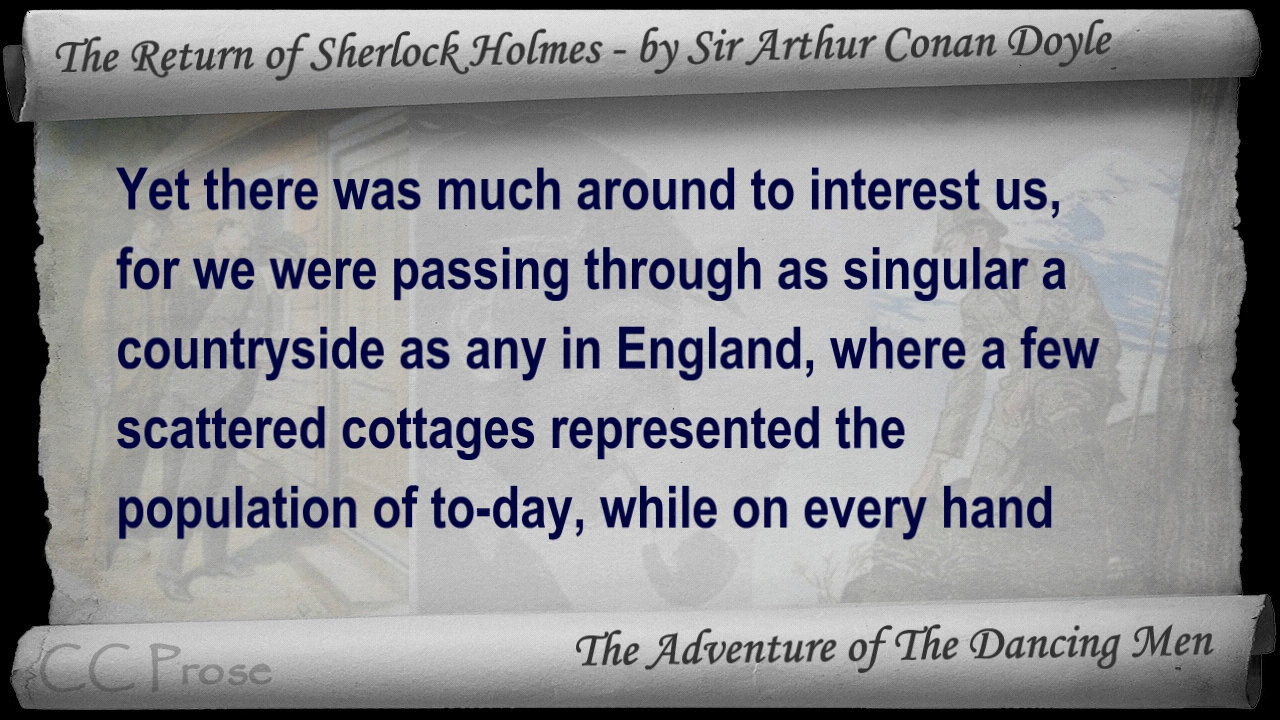 The Return of Sherlock Holmes - by Sir Arthur Conan Doyle
Yet there was much around to interest us,
for we were passing through as singular a
countryside as any in England, where a few
scattered cottages represented the
population of to-day, while on every hand
The Adventure of The Dancing Men
CC Prose